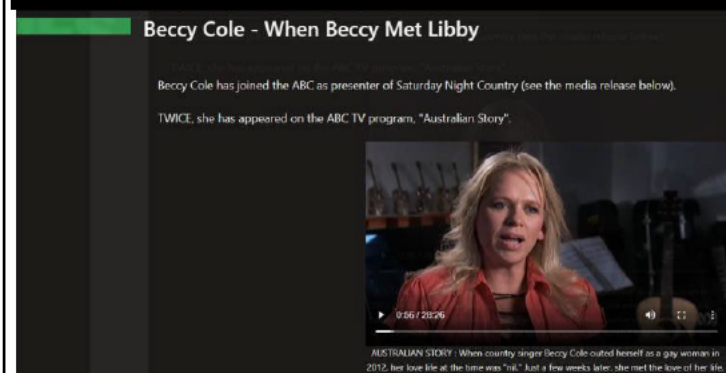 Beccy Cole - When Beccy Met Libby
Beccy Cole has joined the ABC as presenter of Saturday Night Country (see the media release below).
TWICE, she has appeared on the ABC TV program, "Australian Story".
0:56 / 28:26
AUSTRALIAN STORY : When country singer Beccy Cole outed herself as a gay woman in
2012, her love life at the time was "nil." Just a few weeks later, she met the love of her life